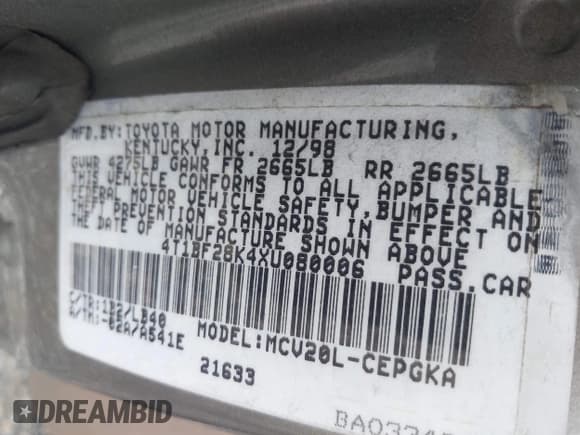 MFD.BY:TOYOTA MOTOR MANUFACTURING,
KENTUCKY,INC. 12/98
GVWR 4275LB GAWR FR 2665LB RR 2665LB
THIS VEHICLE CONFORMS TO ALL APPLICABLE
FEDERAL MOTOR VEHICLE SAFETY,BUMPER AND
THEFT PREVENTION STANDARDS IN EFFECT ON
THE DATE OF MANUFACTURE SHOWN ABOVE
4T1BF28K4XU080006 PASS.CAR
C/TR:1B2/LB40
A/TM:-02A/A541E
MODEL:MCV20L-CEPGKA
21633
DREAMBID